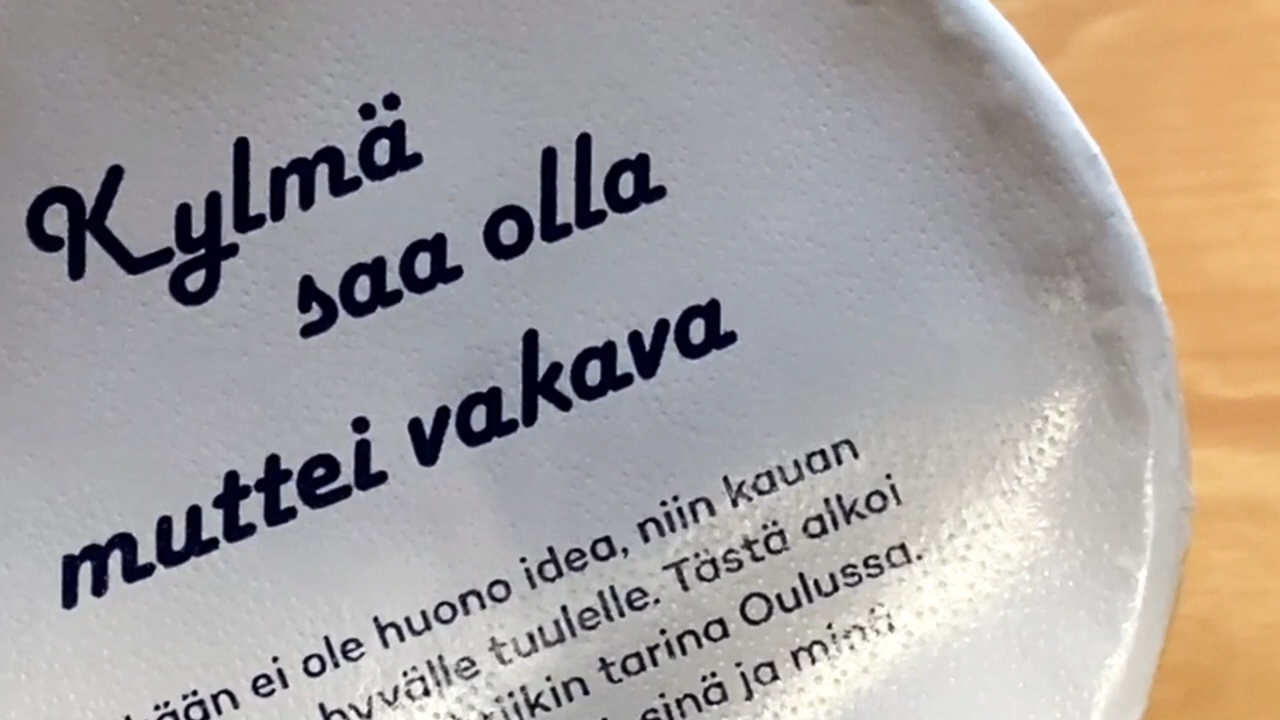 Kylmä
saa olla
muttei vakava
ei ole huono idea, niin kauan
hyvälle tuulelle. Tästä alkoi
tarina Oulussa.
sinä ja minä